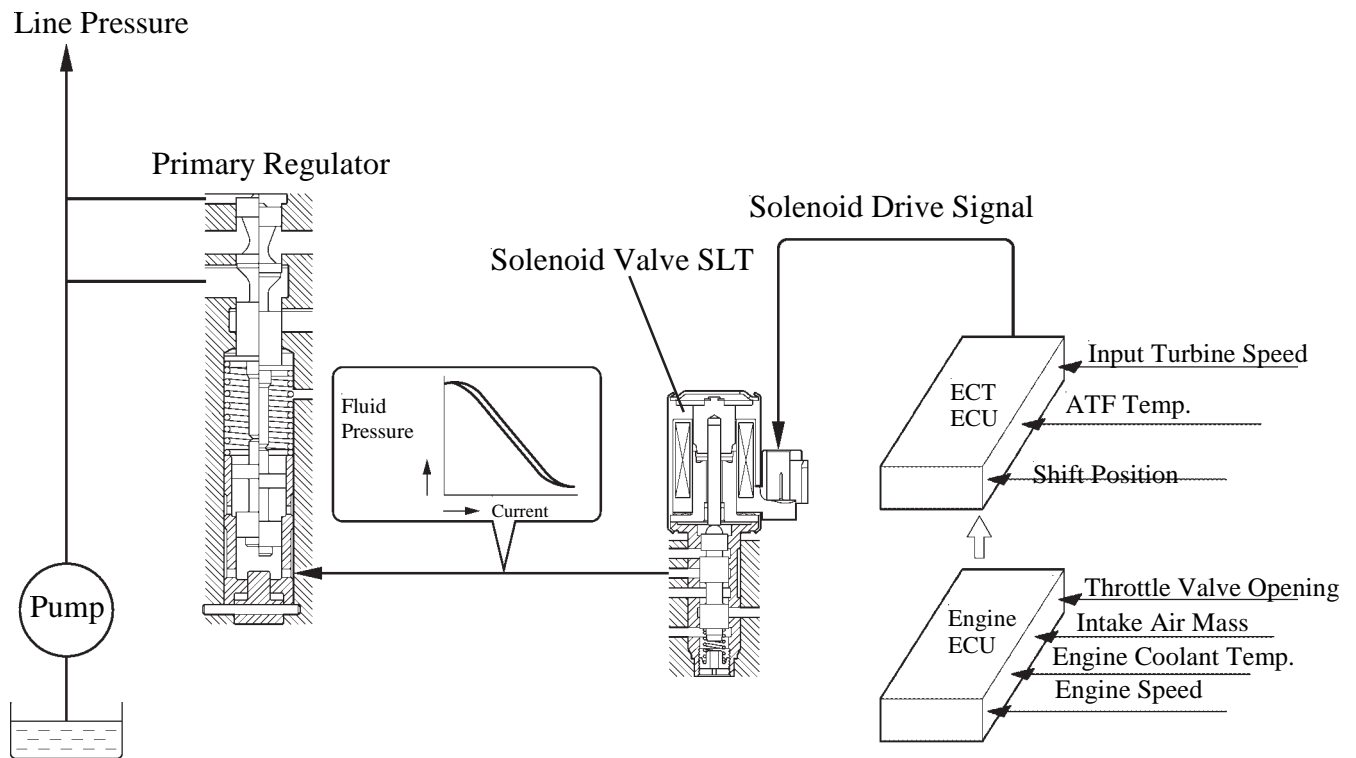 Line Pressure
Primary Regulator
Solenoid Drive Signal
Solenoid Valve SLT
Fluid
Pressure
Current
ECT
ECU
Input Turbine Speed
ATF Temp.
Shift Position
Pump
Engine
ECU
Throttle Valve Opening
Intake Air Mass
Engine Coolant Temp.
Engine Speed